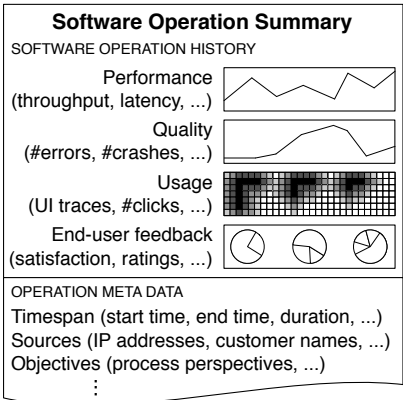 Software Operation Summary
SOFTWARE OPERATION HISTORY
Performance
(throughput, latency, ...)
Quality
(#errors, #crashes, ...)
Usage
(UI traces, #clicks, ...)
End-user feedback
(satisfaction, ratings, ...)
OPERATION META DATA
Timespan (start time, end time, duration, ...)
Sources (IP addresses, customer names, ...)
Objectives (process perspectives, ...)
⋮